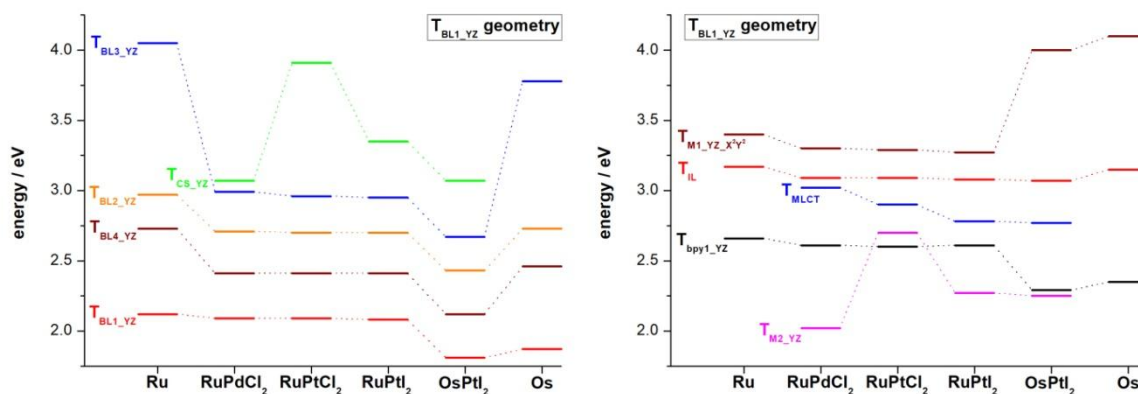 T_BL1_YZ geometry
4.0
3.5
3.0
2.5
2.0
energy / eV
T_BL3_YZ
T_CS_YZ
T_BL2_YZ
T_BL4_YZ
T_BL1_YZ
Ru RuPdCl₂ RuPtCl₂ RuPtI₂ OsPtI₂ Os
T_BL1_YZ geometry
4.0
3.5
3.0
2.5
2.0
energy / eV
T_M1_YZ_X²Y²
T_IL
T_MLCT
T_bpy1_YZ
T_M2_YZ
Ru RuPdCl₂ RuPtCl₂ RuPtI₂ OsPtI₂ Os